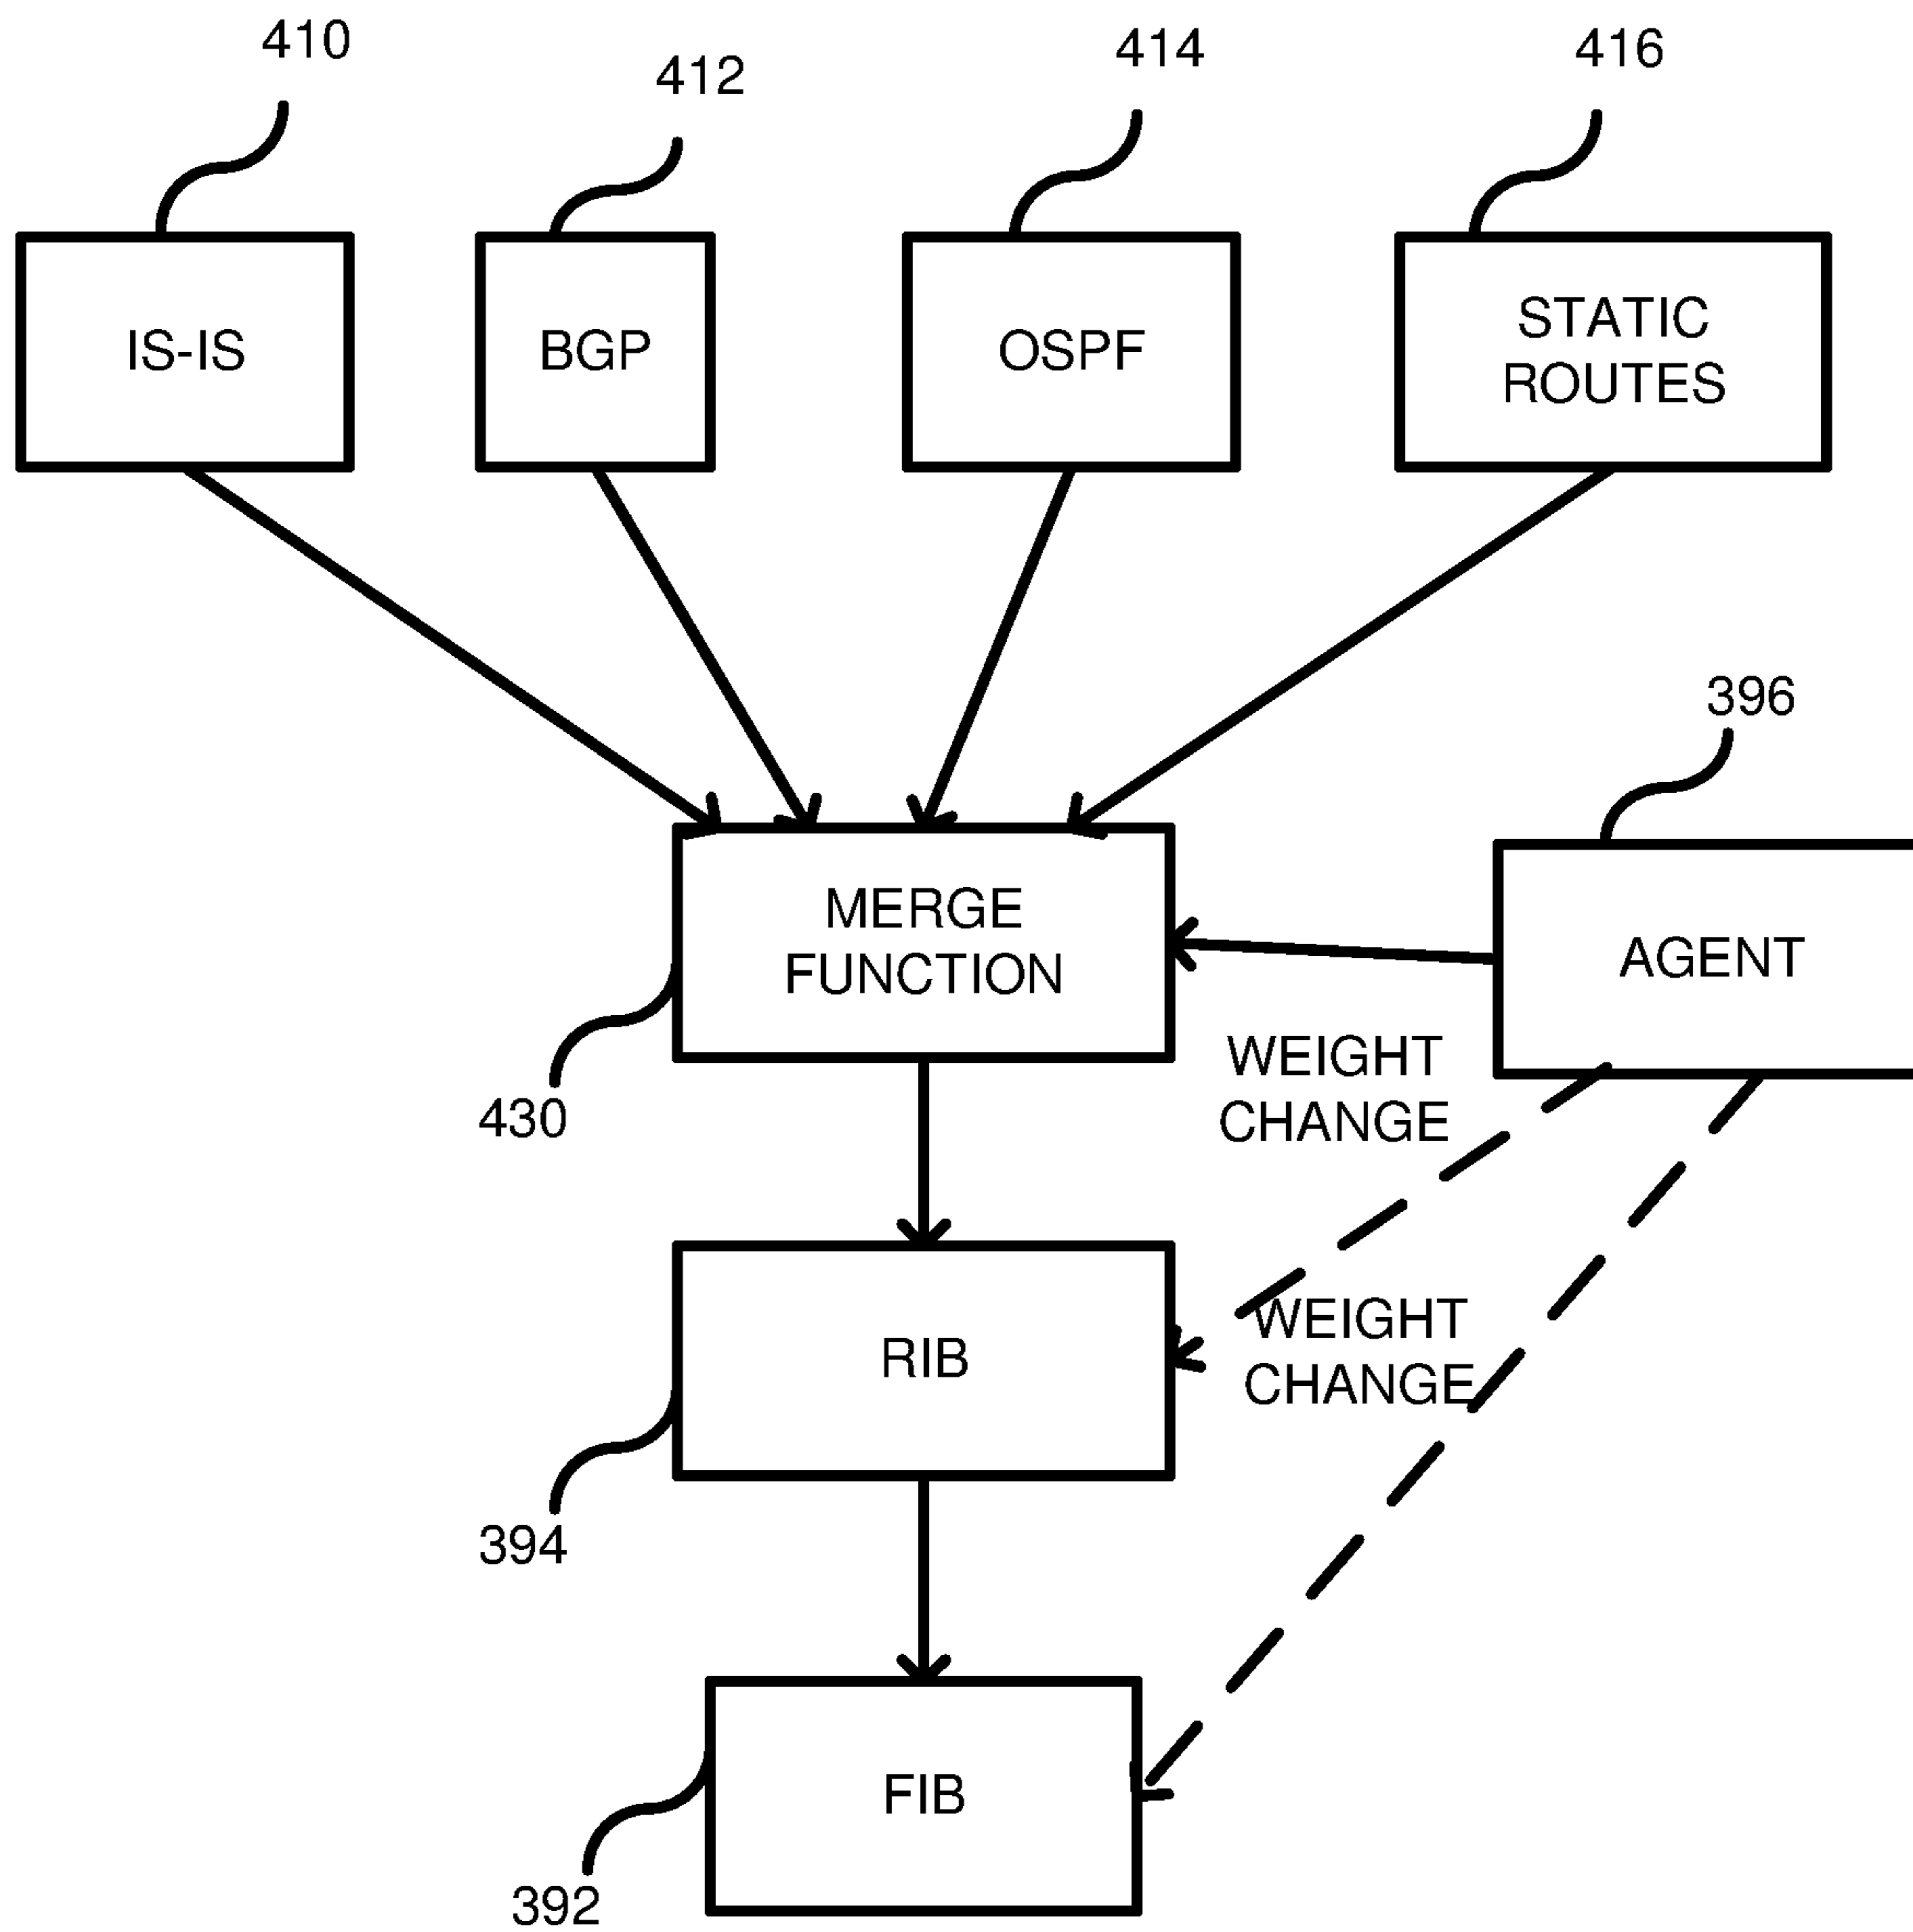 410
412
414
416
IS-IS
BGP
OSPF
STATIC
ROUTES
396
MERGE
FUNCTION
AGENT
430
WEIGHT
CHANGE
RIB
WEIGHT
CHANGE
394
FIB
392